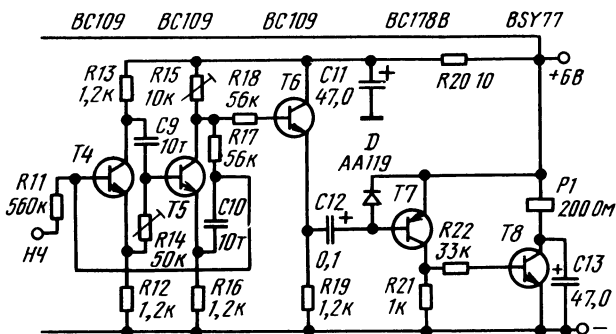 BC109 BC109 BC109 BC178B BSY77
R13
1,2к
R15
10к
R18
56к
T6
C11
47,0
R20 10
+6В
C9
10т
R17
56к
D
AA119
T4
T5
R11
560к
НЧ
R14
50к
C10
10т
C12
0,1
T7
R22
33к
P1
200 Ом
T8
C13
47,0
R12
1,2к
R16
1,2к
R19
1,2к
R21
1к